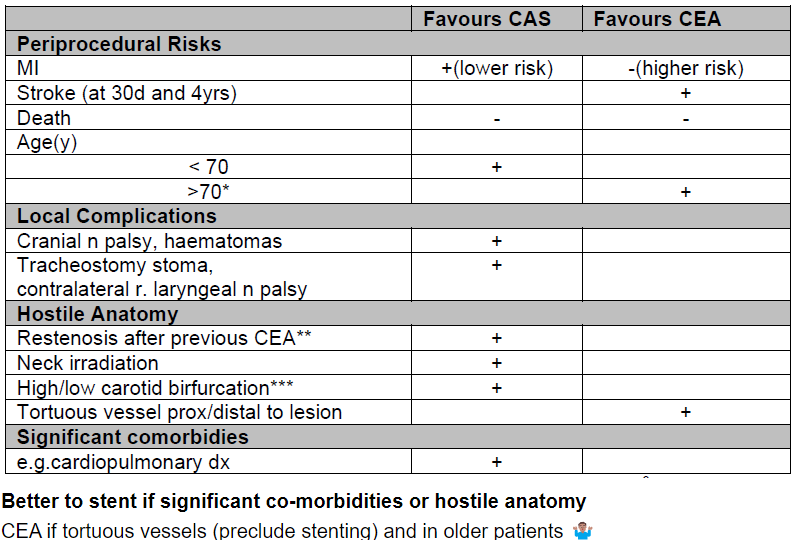 Favours CAS Favours CEA
Periprocedural Risks
MI +(lower risk) -(higher risk)
Stroke (at 30d and 4yrs) +
Death - -
Age(y)
< 70 +
>70* +
Local Complications
Cranial n palsy, haematomas +
Tracheostomy stoma, +
contralateral r. laryngeal n palsy
Hostile Anatomy
Restenosis after previous CEA** +
Neck irradiation +
High/low carotid birfurcation*** +
Tortuous vessel prox/distal to lesion +
Significant comorbidies
e.g.cardiopulmonary dx +
Better to stent if significant co-morbidities or hostile anatomy
CEA if tortuous vessels (preclude stenting) and in older patients 🤷🏽‍♂️